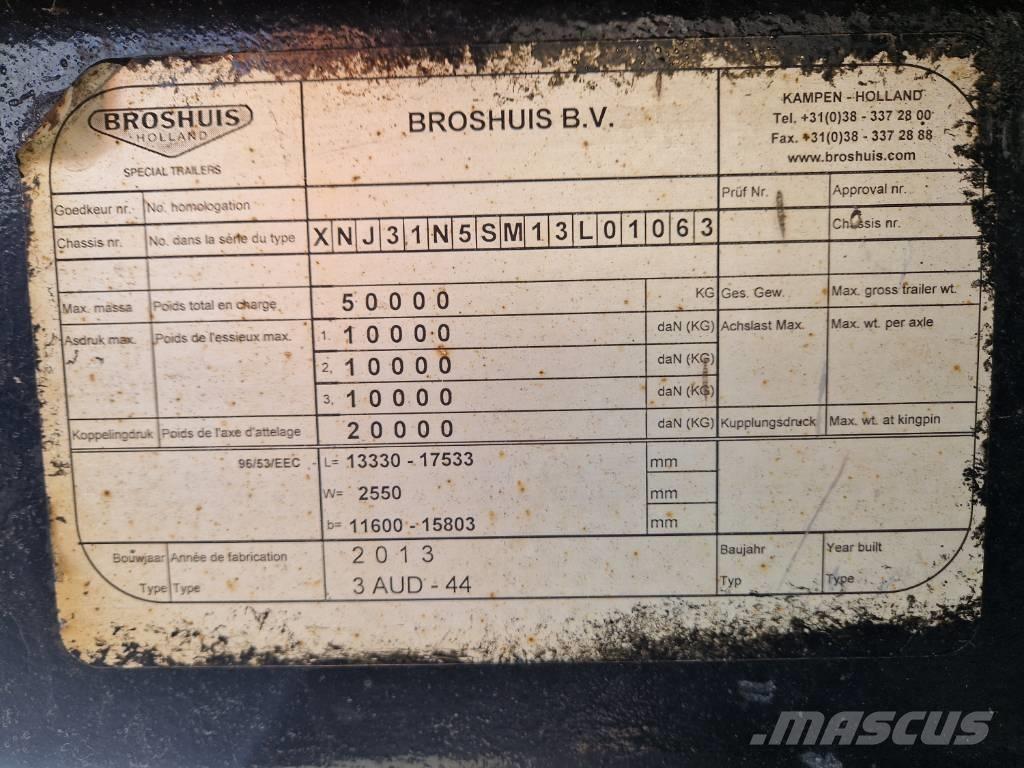 BROSHUIS
HOLLAND
SPECIAL TRAILERS
BROSHUIS B.V.
KAMPEN - HOLLAND
Tel. +31(0)38 - 337 28 00
Fax. +31(0)38 - 337 28 88
www.broshuis.com
Goedkeur nr. No. homologation Prüf Nr. Approval nr.
Chassis nr. No. dans la série du type XNJ31N5SM13L01063 Chassis nr.
Max. massa Poids total en charge 50000 KG Ges. Gew. Max. gross trailer wt.
Asdruk max. Poids de l'essieux max. 1. 10000 daN (KG) Achslast Max. Max. wt. per axle
2, 10000 daN (KG)
3, 10000 daN (KG)
Koppelingdruk Poids de l'axe d'attelage 20000 daN (KG) Kupplungsdruck Max. wt. at kingpin
96/53/EEC L= 13330 - 17533 mm
W= 2550 mm
b= 11600 - 15803 mm
Bouwjaar Année de fabrication 2013 Baujahr Year built
Type Type 3 AUD - 44 Typ Type
MASCUS